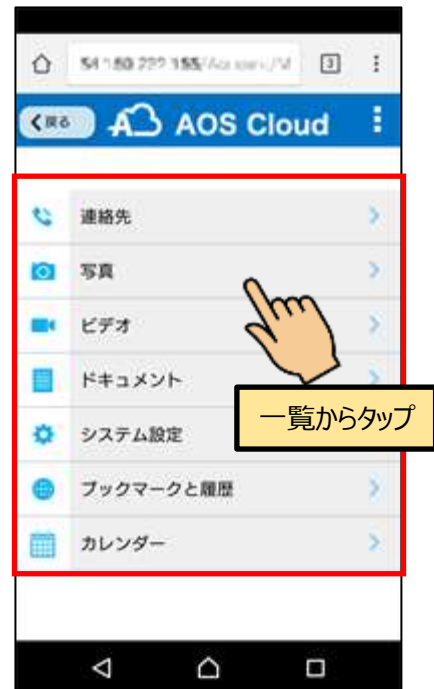 3
戻る
AOS Cloud
連絡先
写真
ビデオ
ドキュメント
一覧からタップ
システム設定
ブックマークと履歴
カレンダー